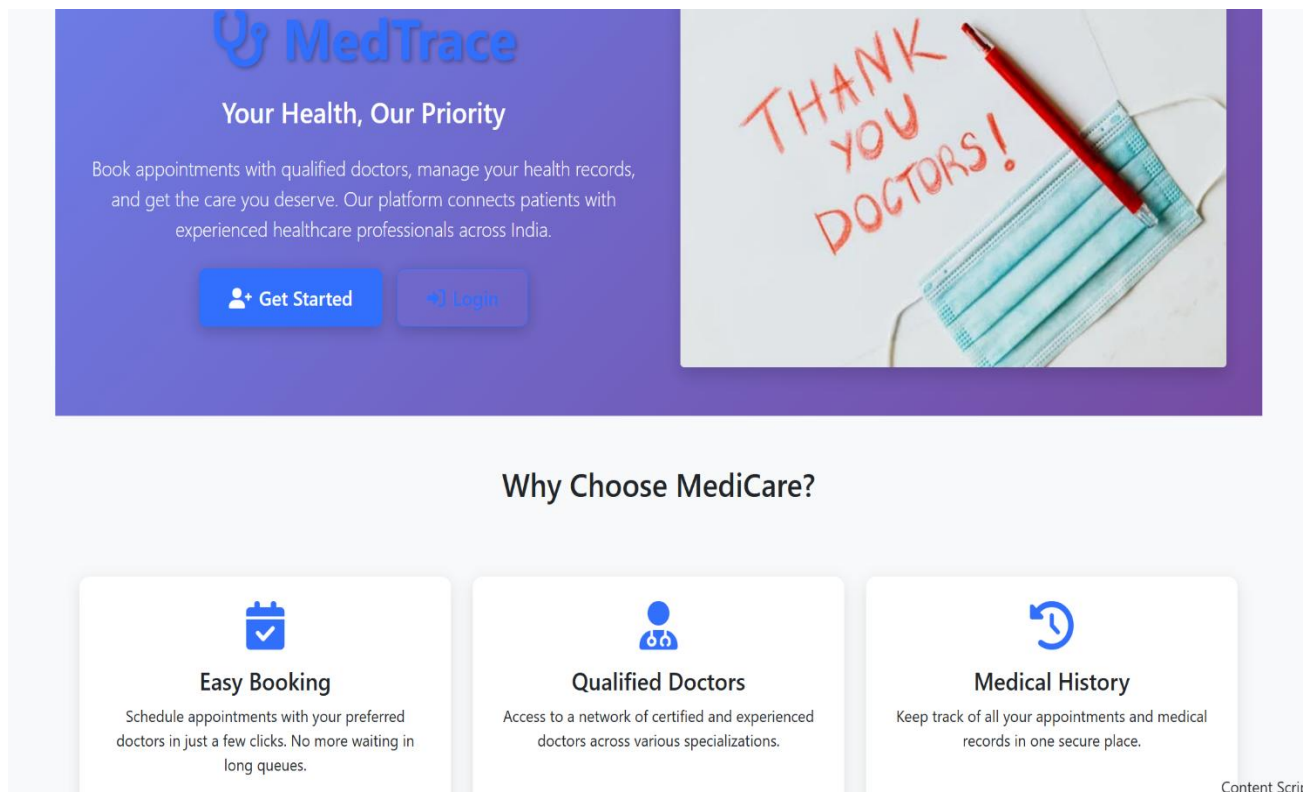 MedTrace
Your Health, Our Priority
Book appointments with qualified doctors, manage your health records,
and get the care you deserve. Our platform connects patients with
experienced healthcare professionals across India.
Get Started
Login
THANK
YOU
DOCTORS!
Why Choose MediCare?
Easy Booking
Schedule appointments with your preferred
doctors in just a few clicks. No more waiting in
long queues.
Qualified Doctors
Access to a network of certified and experienced
doctors across various specializations.
Medical History
Keep track of all your appointments and medical
records in one secure place.
Content